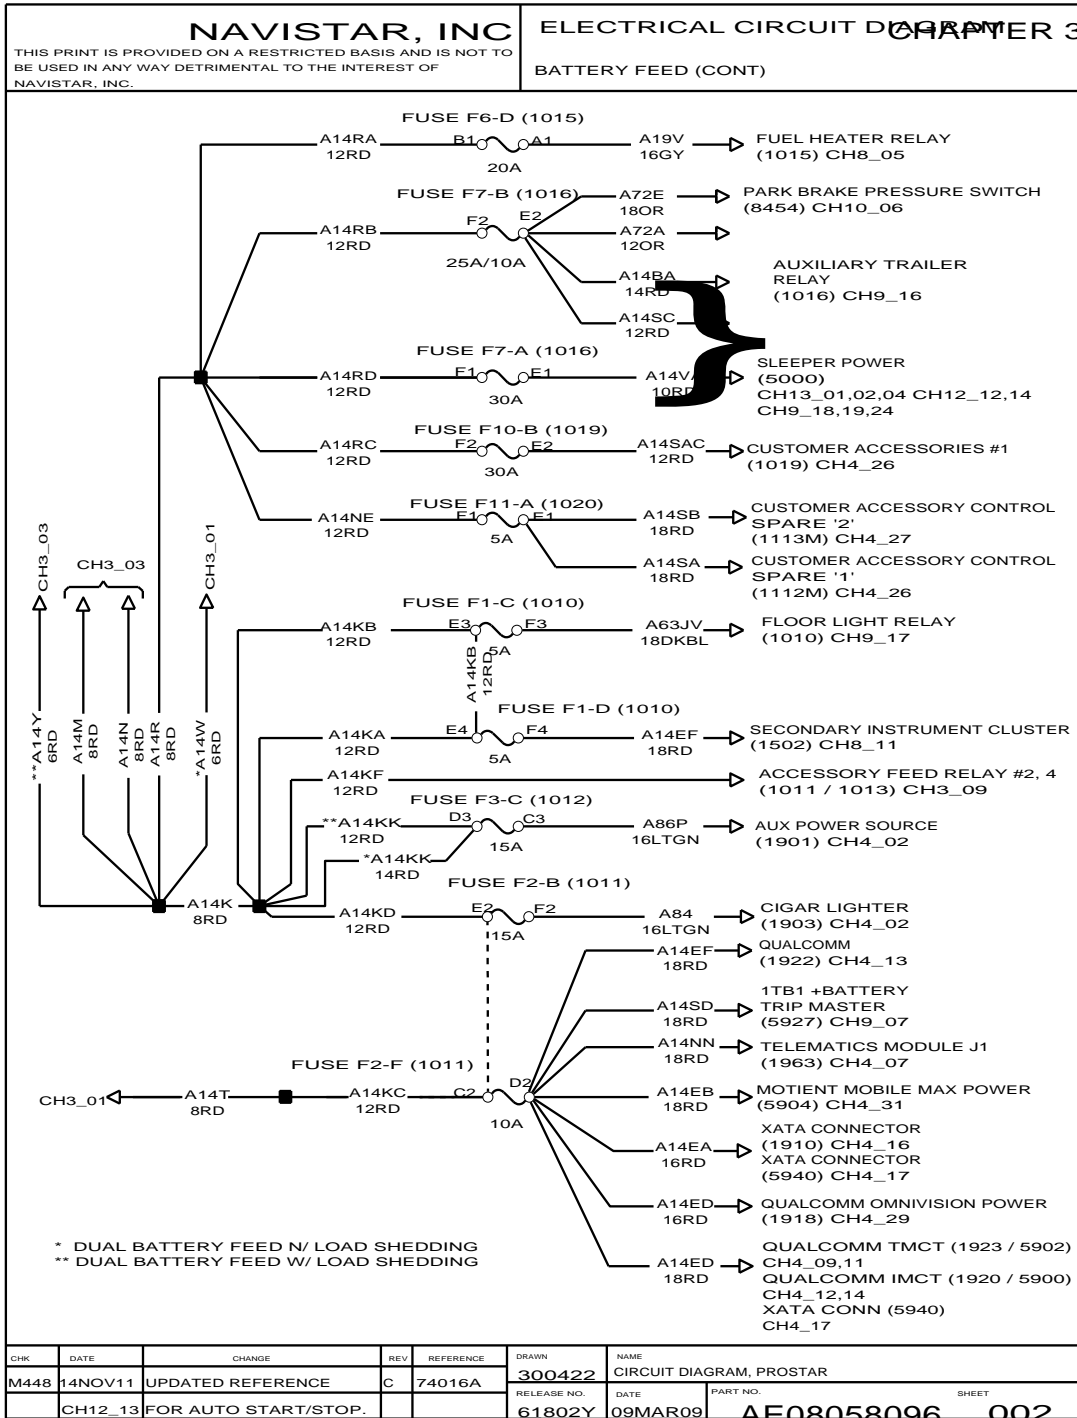 NAVISTAR, INC
THIS PRINT IS PROVIDED ON A RESTRICTED BASIS AND IS NOT TO
BE USED IN ANY WAY DETRIMENTAL TO THE INTEREST OF
NAVISTAR, INC.
ELECTRICAL CIRCUIT DIAGRAM
CHAPTER 3
BATTERY FEED (CONT)
FUSE F6-D (1015)
A14RA
12RD
B1
A1
20A
A19V
16GY
FUEL HEATER RELAY
(1015) CH8_05
FUSE F7-B (1016)
A14RB
12RD
F2
E2
25A/10A
A72E
18OR
PARK BRAKE PRESSURE SWITCH
(8454) CH10_06
A72A
12OR
A14BA
14RD
AUXILIARY TRAILER
RELAY
(1016) CH9_16
A14SC
12RD
FUSE F7-A (1016)
A14RD
12RD
F1
E1
30A
A14VA
10RD
SLEEPER POWER
(5000)
CH13_01,02,04 CH12_12,14
CH9_18,19,24
FUSE F10-B (1019)
A14RC
12RD
F2
E2
30A
A14SAC
12RD
CUSTOMER ACCESSORIES #1
(1019) CH4_26
FUSE F11-A (1020)
A14NE
12RD
F1
E1
5A
A14SB
18RD
CUSTOMER ACCESSORY CONTROL
SPARE '2'
(1113M) CH4_27
A14SA
18RD
CUSTOMER ACCESSORY CONTROL
SPARE '1'
(1112M) CH4_26
CH3_03
CH3_03
CH3_01
**A14Y
6RD
A14M
8RD
A14N
8RD
A14R
8RD
*A14W
6RD
FUSE F1-C (1010)
A14KB
12RD
E3
F3
5A
A63JV
18DKBL
FLOOR LIGHT RELAY
(1010) CH9_17
A14KB
12RD
FUSE F1-D (1010)
A14KA
12RD
E4
F4
5A
A14EF
18RD
SECONDARY INSTRUMENT CLUSTER
(1502) CH8_11
A14KF
12RD
ACCESSORY FEED RELAY #2, 4
(1011 / 1013) CH3_09
FUSE F3-C (1012)
**A14KK
12RD
D3
C3
15A
A86P
16LTGN
AUX POWER SOURCE
(1901) CH4_02
*A14KK
14RD
FUSE F2-B (1011)
A14K
8RD
A14KD
12RD
E2
F2
15A
A84
16LTGN
CIGAR LIGHTER
(1903) CH4_02
A14EF
18RD
QUALCOMM
(1922) CH4_13
A14SD
18RD
1TB1 +BATTERY
TRIP MASTER
(5927) CH9_07
A14NN
18RD
TELEMATICS MODULE J1
(1963) CH4_07
FUSE F2-F (1011)
CH3_01
A14T
8RD
A14KC
12RD
C2
D2
10A
A14EB
18RD
MOTIENT MOBILE MAX POWER
(5904) CH4_31
A14EA
16RD
XATA CONNECTOR
(1910) CH4_16
XATA CONNECTOR
(5940) CH4_17
A14ED
16RD
QUALCOMM OMNIVISION POWER
(1918) CH4_29
A14ED
18RD
QUALCOMM TMCT (1923 / 5902)
CH4_09,11
QUALCOMM IMCT (1920 / 5900)
CH4_12,14
XATA CONN (5940)
CH4_17
* DUAL BATTERY FEED N/ LOAD SHEDDING
** DUAL BATTERY FEED W/ LOAD SHEDDING
CHK DATE CHANGE REV REFERENCE
M448 14NOV11 UPDATED REFERENCE C 74016A
CH12_13 FOR AUTO START/STOP.
DRAWN
300422
NAME
CIRCUIT DIAGRAM, PROSTAR
RELEASE NO.
61802Y
DATE
09MAR09
PART NO.
AE08058096
SHEET
002